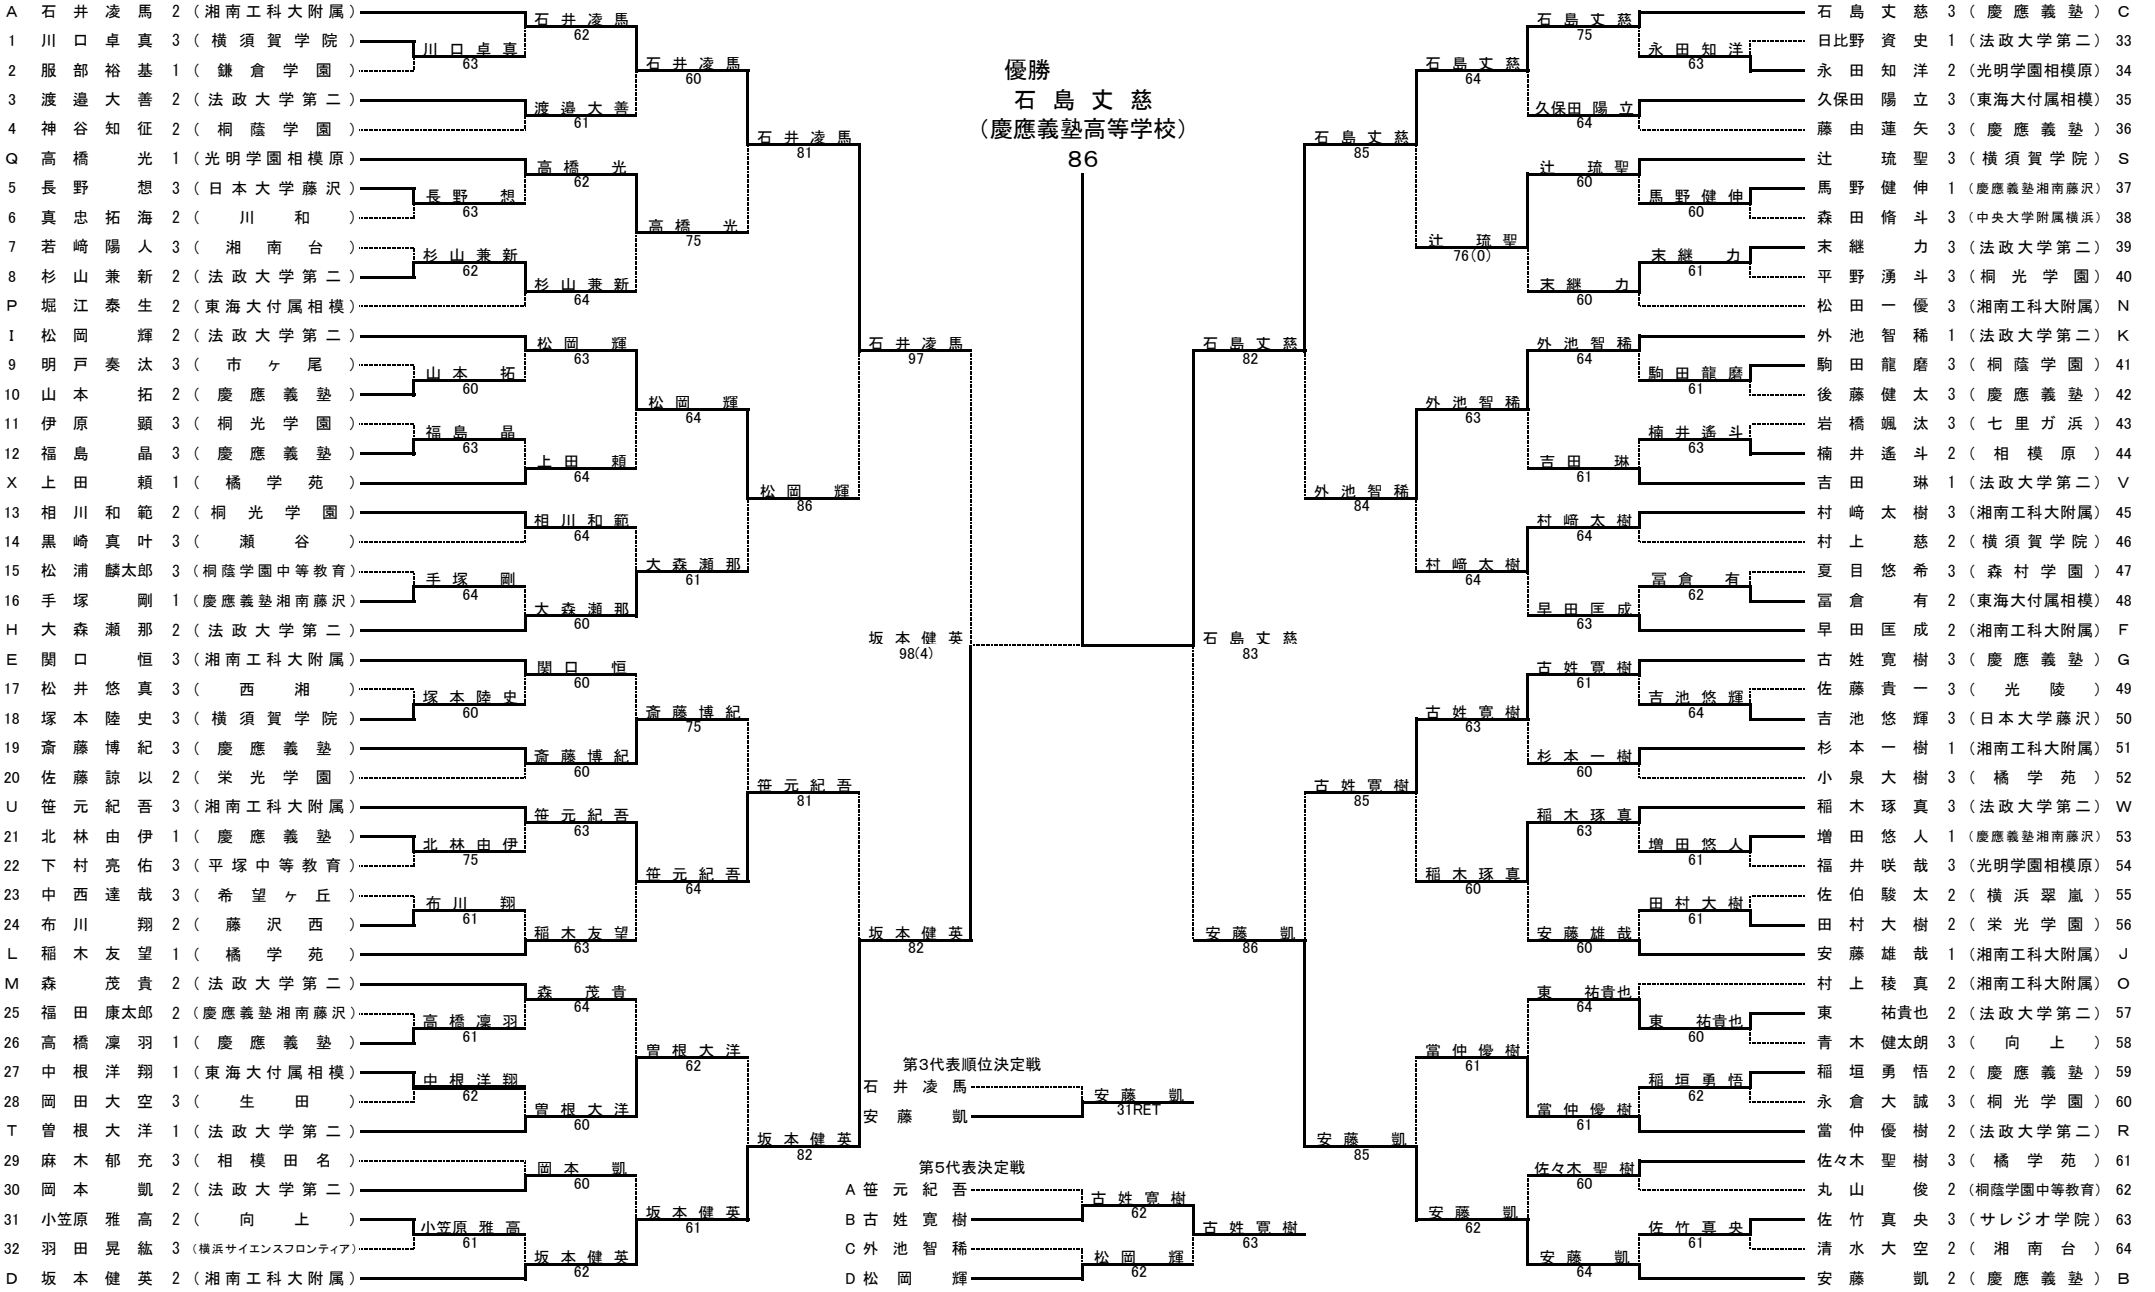 A 石井凌馬 2 (湘南工科大附属)
1 川口卓真 3 (横須賀学院)
2 服部裕基 1 (鎌倉学園)
3 渡邉大善 2 (法政大学第二)
4 神谷知征 2 (桐蔭学園)
Q 高橋光 1 (光明学園相模原)
5 長野想 3 (日本大学藤沢)
6 真忠拓海 2 (川和)
7 若﨑陽人 3 (湘南台)
8 杉山兼新 2 (法政大学第二)
P 堀江泰生 2 (東海大付属相模)
I 松岡輝 2 (法政大学第二)
9 明戸奏汰 3 (市ヶ尾)
10 山本拓 2 (慶應義塾)
11 伊原顕 3 (桐光学園)
12 福島晶 3 (慶應義塾)
X 上田頼 1 (橘学苑)
13 相川和範 2 (桐光学園)
14 黒崎真叶 3 (瀬谷)
15 松浦麟太郎 3 (桐蔭学園中等教育)
16 手塚剛 1 (慶應義塾湘南藤沢)
H 大森瀬那 2 (法政大学第二)
E 関口恒 3 (湘南工科大附属)
17 松井悠真 3 (西湘)
18 塚本陸史 3 (横須賀学院)
19 斎藤博紀 3 (慶應義塾)
20 佐藤諒以 2 (栄光学園)
U 笹元紀吾 3 (湘南工科大附属)
21 北林由伊 1 (慶應義塾)
22 下村亮佑 3 (平塚中等教育)
23 中西達哉 3 (希望ヶ丘)
24 布川翔 2 (藤沢西)
L 稲木友望 1 (橘学苑)
M 森茂貴 2 (法政大学第二)
25 福田康太郎 2 (慶應義塾湘南藤沢)
26 高橋凜羽 1 (慶應義塾)
27 中根洋翔 1 (東海大付属相模)
28 岡田大空 3 (生田)
T 曽根大洋 1 (法政大学第二)
29 麻木郁充 3 (相模田名)
30 岡本凱 2 (法政大学第二)
31 小笠原雅高 2 (向上)
32 羽田晃紘 3 (横浜サイエンスフロンティア)
D 坂本健英 2 (湘南工科大附属)
川口卓真
63
長野想
63
杉山兼新
62
山本拓
60
福島晶
63
手塚剛
64
塚本陸史
60
北林由伊
75
布川翔
61
高橋凜羽
61
中根洋翔
62
小笠原雅高
61
石井凌馬
62
渡邉大善
61
高橋光
62
杉山兼新
64
松岡輝
63
上田頼
64
相川和範
64
大森瀬那
60
関口恒
60
斎藤博紀
60
笹元紀吾
63
稲木友望
63
森茂貴
64
曽根大洋
60
岡本凱
60
坂本健英
62
石井凌馬
60
高橋光
75
松岡輝
64
大森瀬那
61
斎藤博紀
75
笹元紀吾
64
曽根大洋
62
坂本健英
61
石井凌馬
81
松岡輝
86
笹元紀吾
81
坂本健英
82
石井凌馬
97
坂本健英
82
坂本健英
98(4)
優勝
石島丈慈
(慶應義塾高等学校)
86
第3代表順位決定戦
石井凌馬
安藤凱
安藤凱
31RET
第5代表決定戦
A 笹元紀吾
B 古姓寛樹
C 外池智稀
D 松岡輝
古姓寛樹
62
松岡輝
62
古姓寛樹
63
石島丈慈
83
石島丈慈
82
安藤凱
86
石島丈慈
85
外池智稀
84
古姓寛樹
85
安藤凱
85
石島丈慈
64
辻琉聖
76(0)
外池智稀
63
村﨑太樹
64
古姓寛樹
63
稲木琢真
60
當仲優樹
61
安藤凱
62
石島丈慈
75
久保田陽立
64
辻琉聖
60
末継力
60
外池智稀
64
吉田琳
61
村﨑太樹
64
早田匡成
63
古姓寛樹
61
杉本一樹
60
稲木琢真
63
安藤雄哉
60
東祐貴也
64
當仲優樹
61
佐々木聖樹
60
安藤凱
64
永田知洋
63
馬野健伸
60
末継力
61
駒田龍磨
61
楠井遙斗
63
冨倉有
62
吉池悠輝
64
増田悠人
61
田村大樹
61
東祐貴也
60
稲垣勇悟
62
佐竹真央
61
石島丈慈 3 (慶應義塾) C
日比野資史 1 (法政大学第二) 33
永田知洋 2 (光明学園相模原) 34
久保田陽立 3 (東海大付属相模) 35
藤由蓮矢 3 (慶應義塾) 36
辻琉聖 3 (横須賀学院) S
馬野健伸 1 (慶應義塾湘南藤沢) 37
森田脩斗 3 (中央大学附属横浜) 38
末継力 3 (法政大学第二) 39
平野湧斗 3 (桐光学園) 40
松田一優 3 (湘南工科大附属) N
外池智稀 1 (法政大学第二) K
駒田龍磨 3 (桐蔭学園) 41
後藤健太 3 (慶應義塾) 42
岩橋颯汰 3 (七里ガ浜) 43
楠井遙斗 2 (相模原) 44
吉田琳 1 (法政大学第二) V
村﨑太樹 3 (湘南工科大附属) 45
村上慈 2 (横須賀学院) 46
夏目悠希 3 (森村学園) 47
冨倉有 2 (東海大付属相模) 48
早田匡成 2 (湘南工科大附属) F
古姓寛樹 3 (慶應義塾) G
佐藤貴一 3 (光陵) 49
吉池悠輝 3 (日本大学藤沢) 50
杉本一樹 1 (湘南工科大附属) 51
小泉大樹 3 (橘学苑) 52
稲木琢真 3 (法政大学第二) W
増田悠人 1 (慶應義塾湘南藤沢) 53
福井咲哉 3 (光明学園相模原) 54
佐伯駿太 2 (横浜翠嵐) 55
田村大樹 2 (栄光学園) 56
安藤雄哉 1 (湘南工科大附属) J
村上稜真 2 (湘南工科大附属) O
東祐貴也 2 (法政大学第二) 57
青木健太朗 3 (向上) 58
稲垣勇悟 2 (慶應義塾) 59
永倉大誠 3 (桐光学園) 60
當仲優樹 2 (法政大学第二) R
佐々木聖樹 3 (橘学苑) 61
丸山俊 2 (桐蔭学園中等教育) 62
佐竹真央 3 (サレジオ学院) 63
清水大空 2 (湘南台) 64
安藤凱 2 (慶應義塾) B